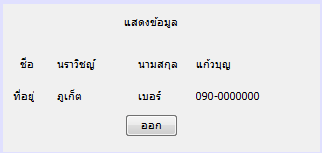 แสดงข้อมูล
ชื่อ นราวิชญ์ นามสกุล แก้วบุญ
ที่อยู่ ภูเก็ต เบอร์ 090-0000000
ออก